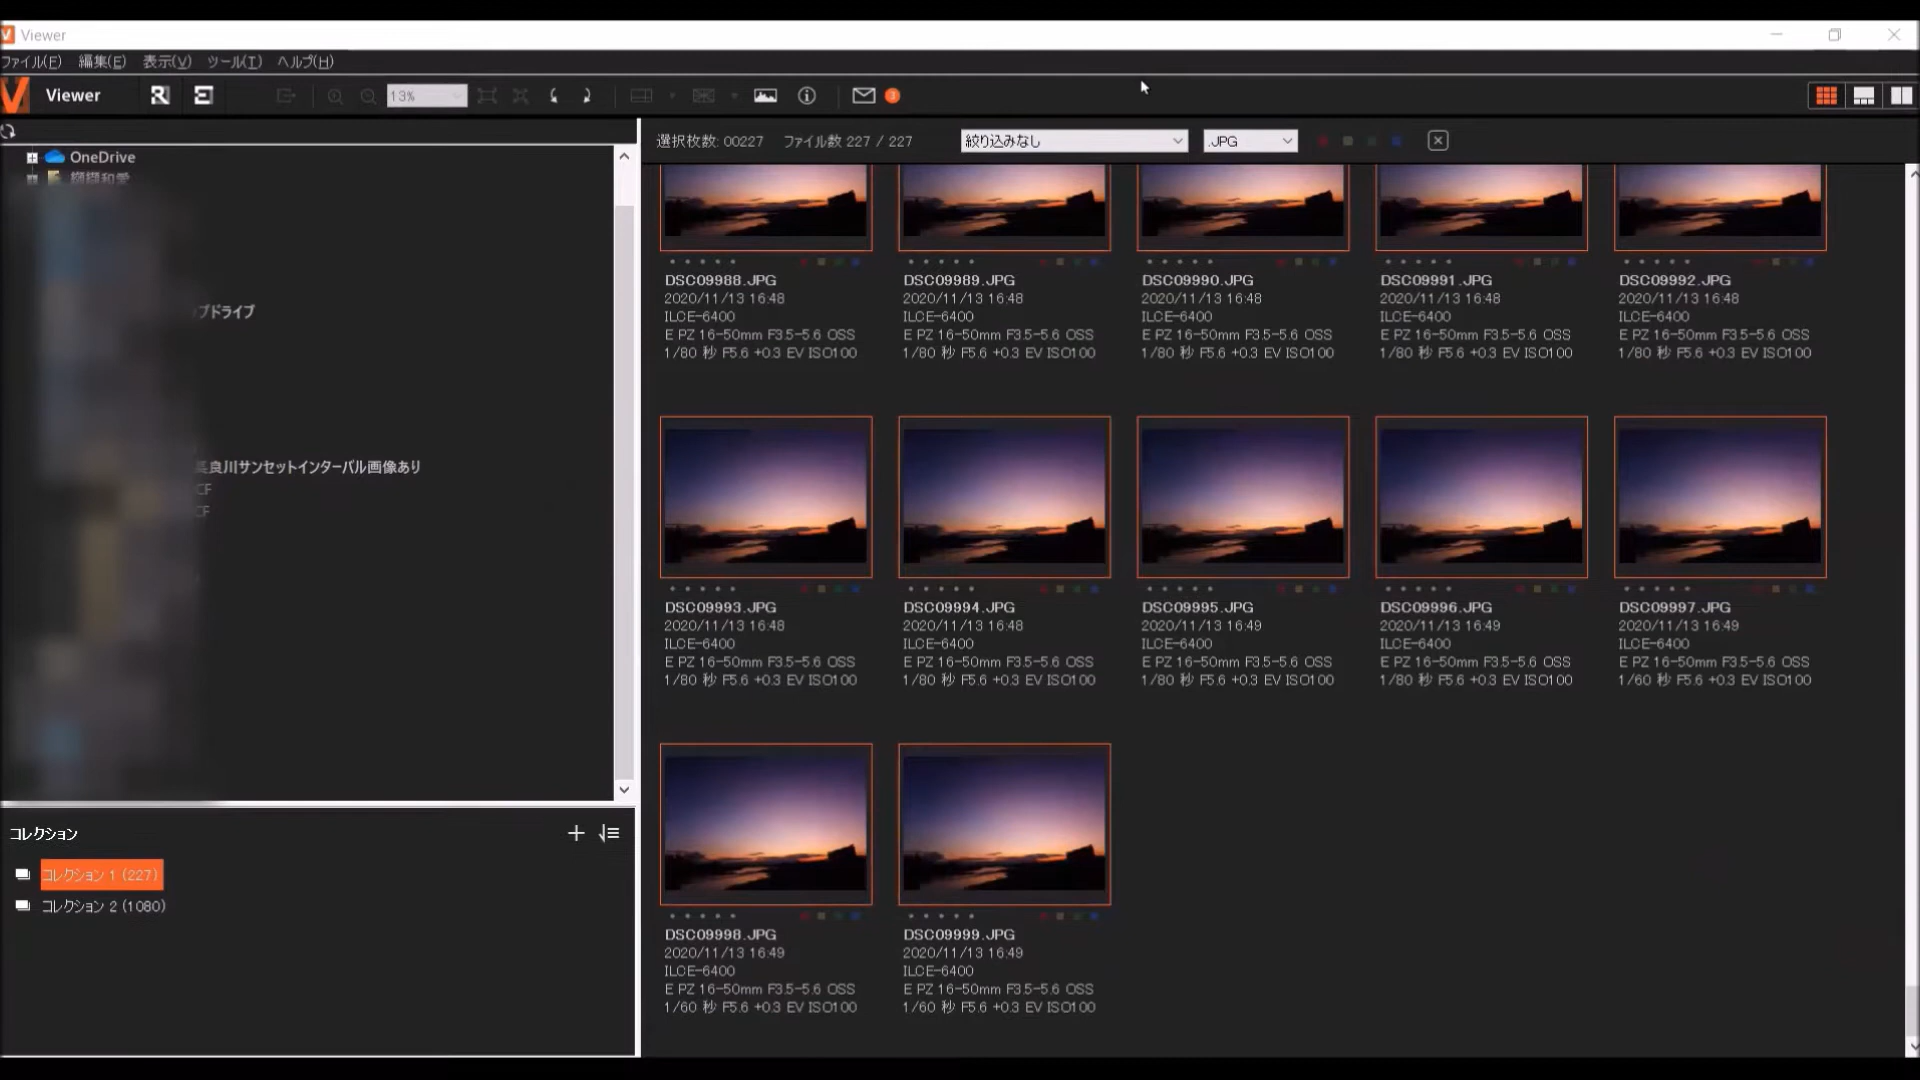 Viewer
ファイル(F) 編集(E) 表示(V) ツール(T) ヘルプ(H)
Viewer 13%
選択枚数: 00227 ファイル数 227 / 227 絞り込みなし .JPG
OneDrive
プドライブ
長良川サンセットインターバル画像あり
CF
CF
コレクション
コレクション 1 (227)
コレクション 2 (1080)
DSC09988.JPG
2020/11/13 16:48
ILCE-6400
E PZ 16-50mm F3.5-5.6 OSS
1/80 秒 F5.6 +0.3 EV ISO100
DSC09989.JPG
2020/11/13 16:48
ILCE-6400
E PZ 16-50mm F3.5-5.6 OSS
1/80 秒 F5.6 +0.3 EV ISO100
DSC09990.JPG
2020/11/13 16:48
ILCE-6400
E PZ 16-50mm F3.5-5.6 OSS
1/80 秒 F5.6 +0.3 EV ISO100
DSC09991.JPG
2020/11/13 16:48
ILCE-6400
E PZ 16-50mm F3.5-5.6 OSS
1/80 秒 F5.6 +0.3 EV ISO100
DSC09992.JPG
2020/11/13 16:48
ILCE-6400
E PZ 16-50mm F3.5-5.6 OSS
1/80 秒 F5.6 +0.3 EV ISO100
DSC09993.JPG
2020/11/13 16:48
ILCE-6400
E PZ 16-50mm F3.5-5.6 OSS
1/80 秒 F5.6 +0.3 EV ISO100
DSC09994.JPG
2020/11/13 16:48
ILCE-6400
E PZ 16-50mm F3.5-5.6 OSS
1/80 秒 F5.6 +0.3 EV ISO100
DSC09995.JPG
2020/11/13 16:49
ILCE-6400
E PZ 16-50mm F3.5-5.6 OSS
1/80 秒 F5.6 +0.3 EV ISO100
DSC09996.JPG
2020/11/13 16:49
ILCE-6400
E PZ 16-50mm F3.5-5.6 OSS
1/80 秒 F5.6 +0.3 EV ISO100
DSC09997.JPG
2020/11/13 16:49
ILCE-6400
E PZ 16-50mm F3.5-5.6 OSS
1/60 秒 F5.6 +0.3 EV ISO100
DSC09998.JPG
2020/11/13 16:49
ILCE-6400
E PZ 16-50mm F3.5-5.6 OSS
1/60 秒 F5.6 +0.3 EV ISO100
DSC09999.JPG
2020/11/13 16:49
ILCE-6400
E PZ 16-50mm F3.5-5.6 OSS
1/60 秒 F5.6 +0.3 EV ISO100